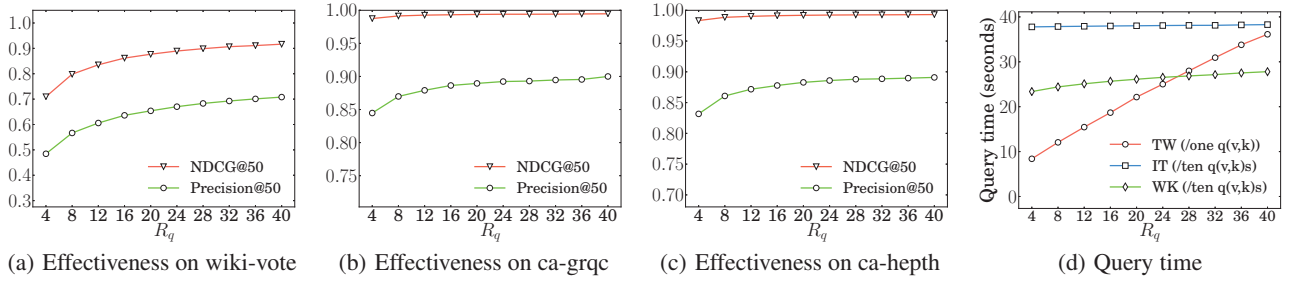 1.0
0.9
0.8
0.7
0.6
0.5
0.4
0.3
NDCG@50
Precision@50
4 8 12 16 20 24 28 32 36 40
R_q
(a) Effectiveness on wiki-vote
1.00
0.95
0.90
0.85
0.80
0.75
NDCG@50
Precision@50
4 8 12 16 20 24 28 32 36 40
R_q
(b) Effectiveness on ca-grqc
1.00
0.95
0.90
0.85
0.80
0.75
0.70
NDCG@50
Precision@50
4 8 12 16 20 24 28 32 36 40
R_q
(c) Effectiveness on ca-hepth
Query time (seconds)
40
30
20
10
0
TW (/one q(v,k))
IT (/ten q(v,k)s)
WK (/ten q(v,k)s)
4 8 12 16 20 24 28 32 36 40
R_q
(d) Query time